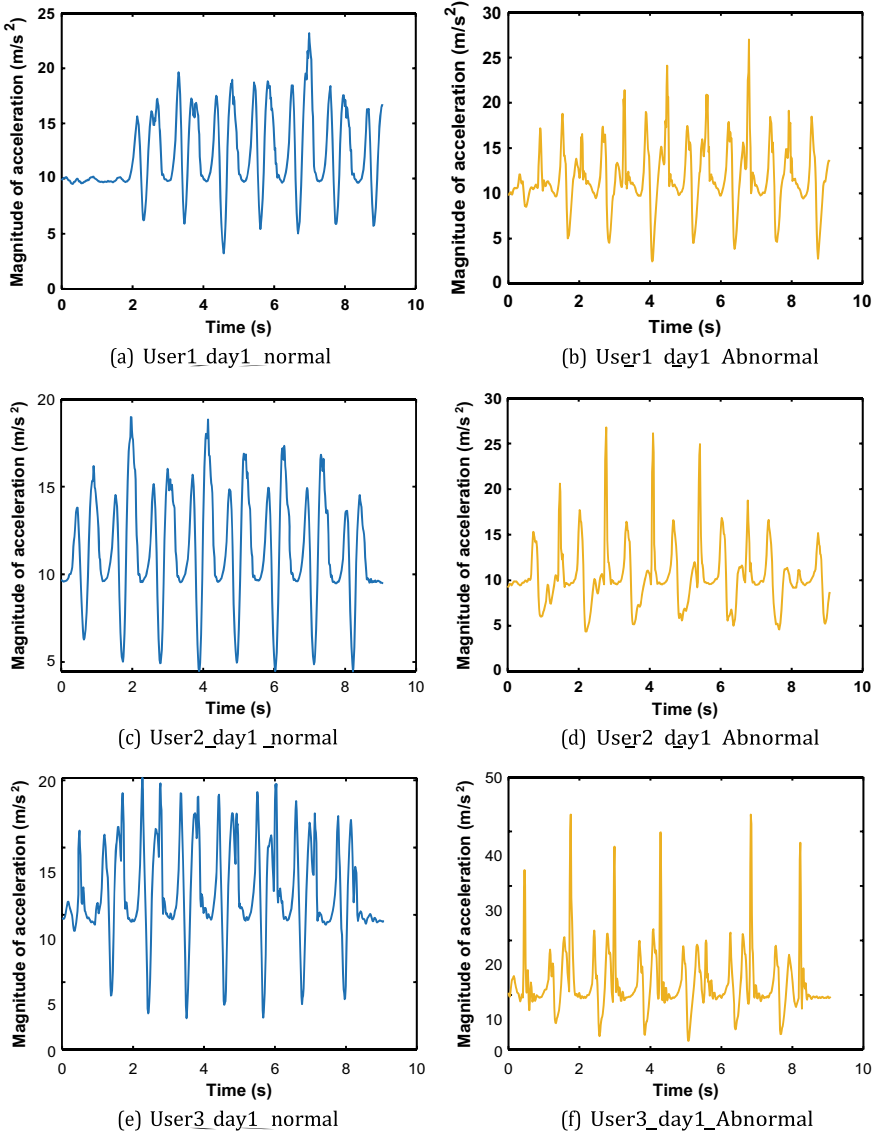 Magnitude of acceleration (m/s²)
25
20
15
10
5
0
0 2 4 6 8 10
Time (s)
(a) User1_day1_normal
Magnitude of acceleration (m/s²)
30
25
20
15
10
5
0
0 2 4 6 8 10
Time (s)
(b) User1_day1_Abnormal
Magnitude of acceleration (m/s²)
20
15
10
5
0 2 4 6 8 10
Time (s)
(c) User2_day1_normal
Magnitude of acceleration (m/s²)
30
25
20
15
10
5
0
0 2 4 6 8 10
Time (s)
(d) User2_day1_Abnormal
Magnitude of acceleration (m/s²)
20
15
10
5
0
0 2 4 6 8 10
Time (s)
(e) User3_day1_normal
Magnitude of acceleration (m/s²)
50
40
30
20
10
0
0 2 4 6 8 10
Time (s)
(f) User3_day1_Abnormal